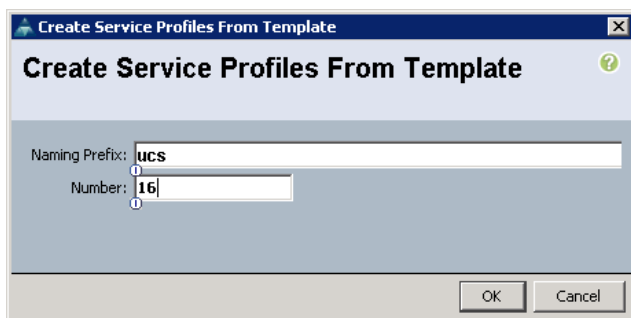 Create Service Profiles From Template
Create Service Profiles From Template
Naming Prefix: ucs
Number: 16
OK Cancel